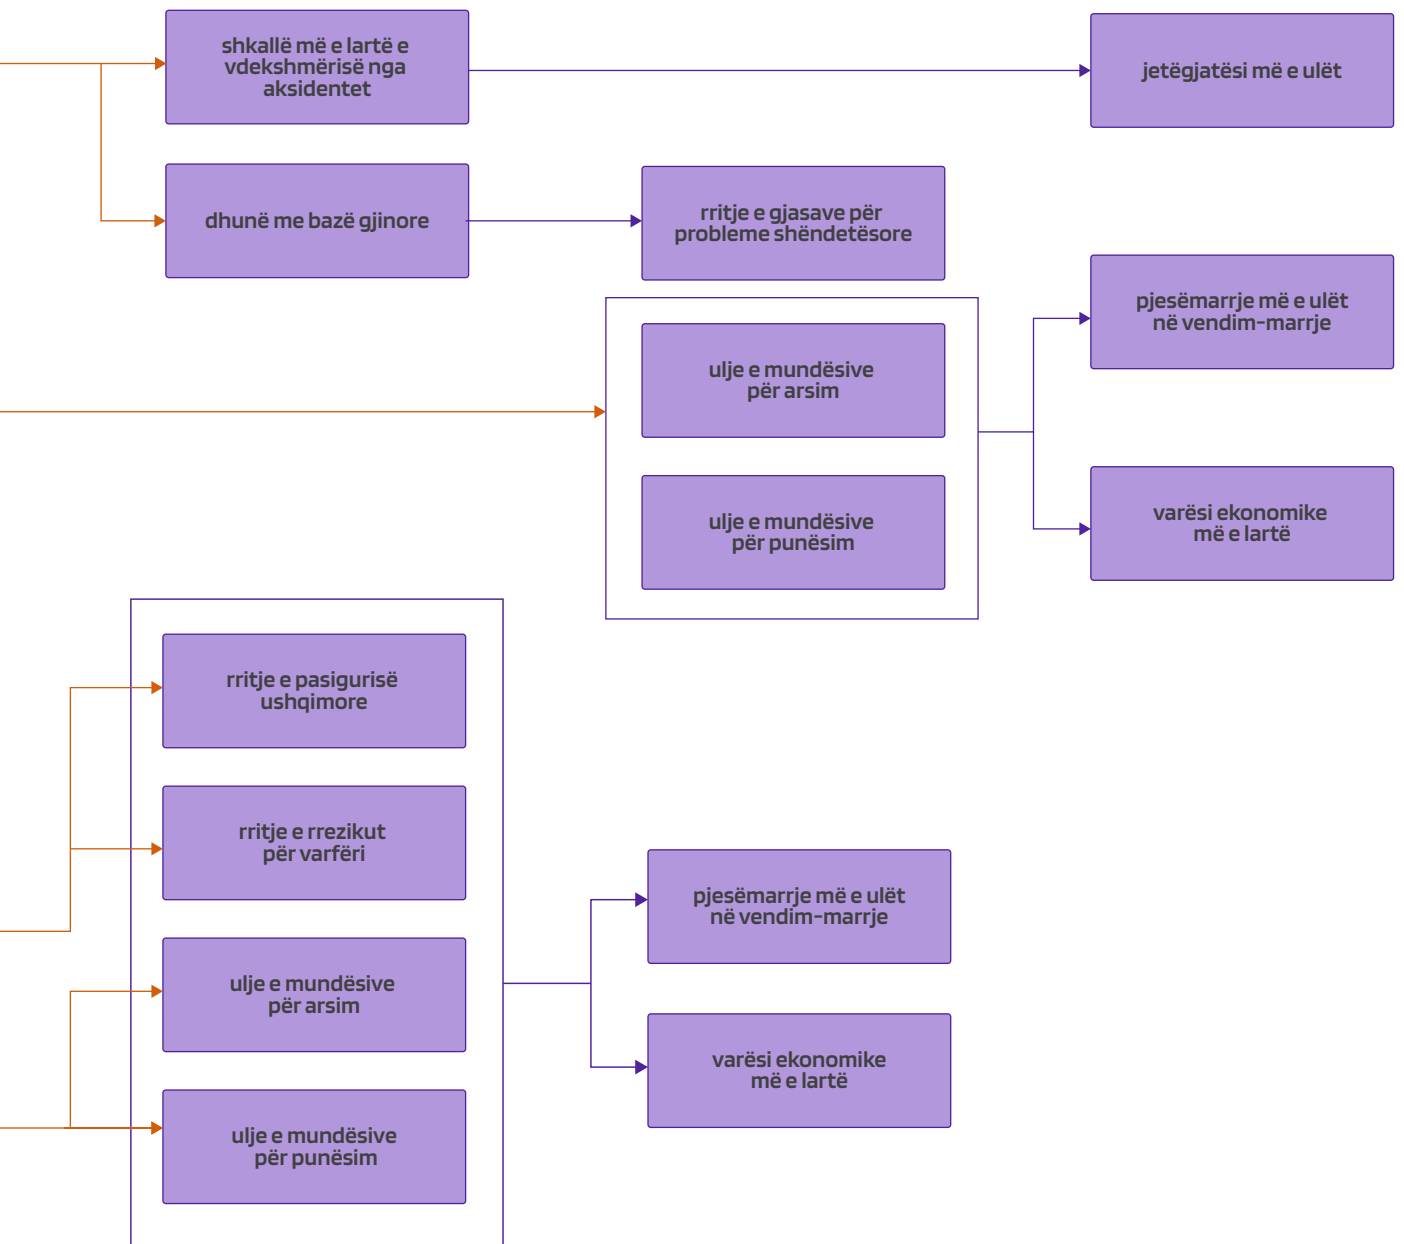 shkallë më e lartë e
vdekshmërisë nga
aksidentet
jetëgjatësi më e ulët
dhunë me bazë gjinore
rritje e gjasave për
probleme shëndetësore
pjesëmarrje më e ulët
në vendim-marrje
ulje e mundësive
për arsim
ulje e mundësive
për punësim
varësi ekonomike
më e lartë
rritje e pasigurisë
ushqimore
rritje e rrezikut
për varfëri
ulje e mundësive
për arsim
ulje e mundësive
për punësim
pjesëmarrje më e ulët
në vendim-marrje
varësi ekonomike
më e lartë